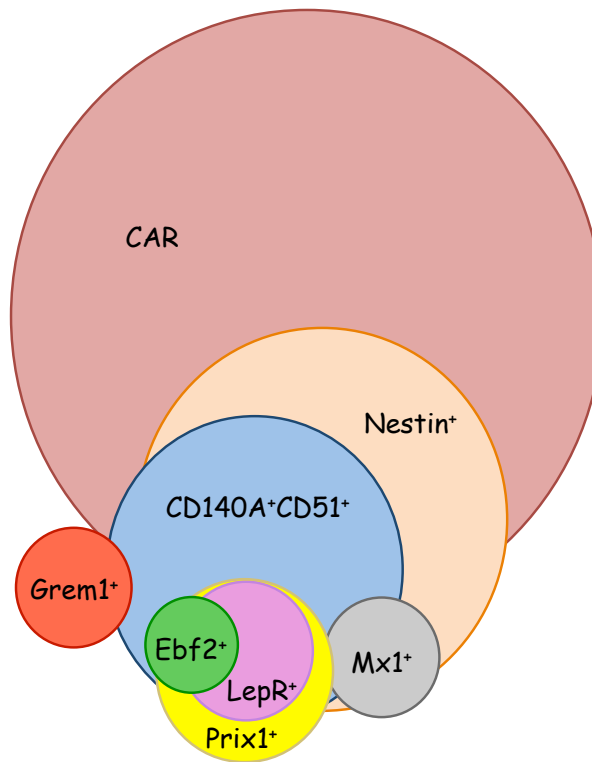 CAR
Nestin⁺
CD140A⁺CD51⁺
Grem1⁺
Ebf2⁺
Mx1⁺
LepR⁺
Prix1⁺